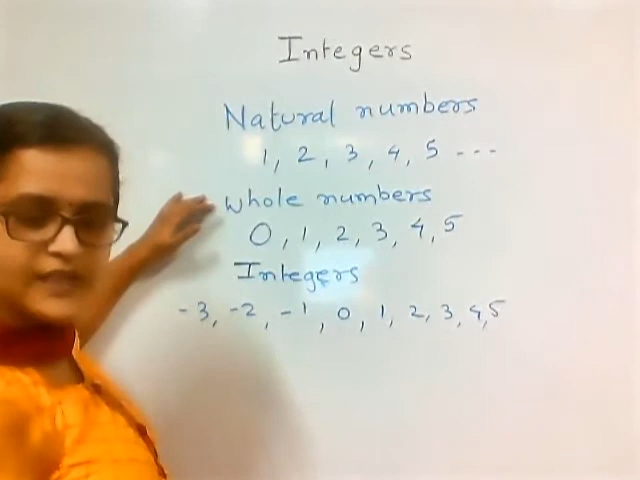 Integers
Natural numbers
1, 2, 3, 4, 5 ---
whole numbers
0, 1, 2, 3, 4, 5
Integers
-3, -2, -1, 0, 1, 2, 3, 4, 5